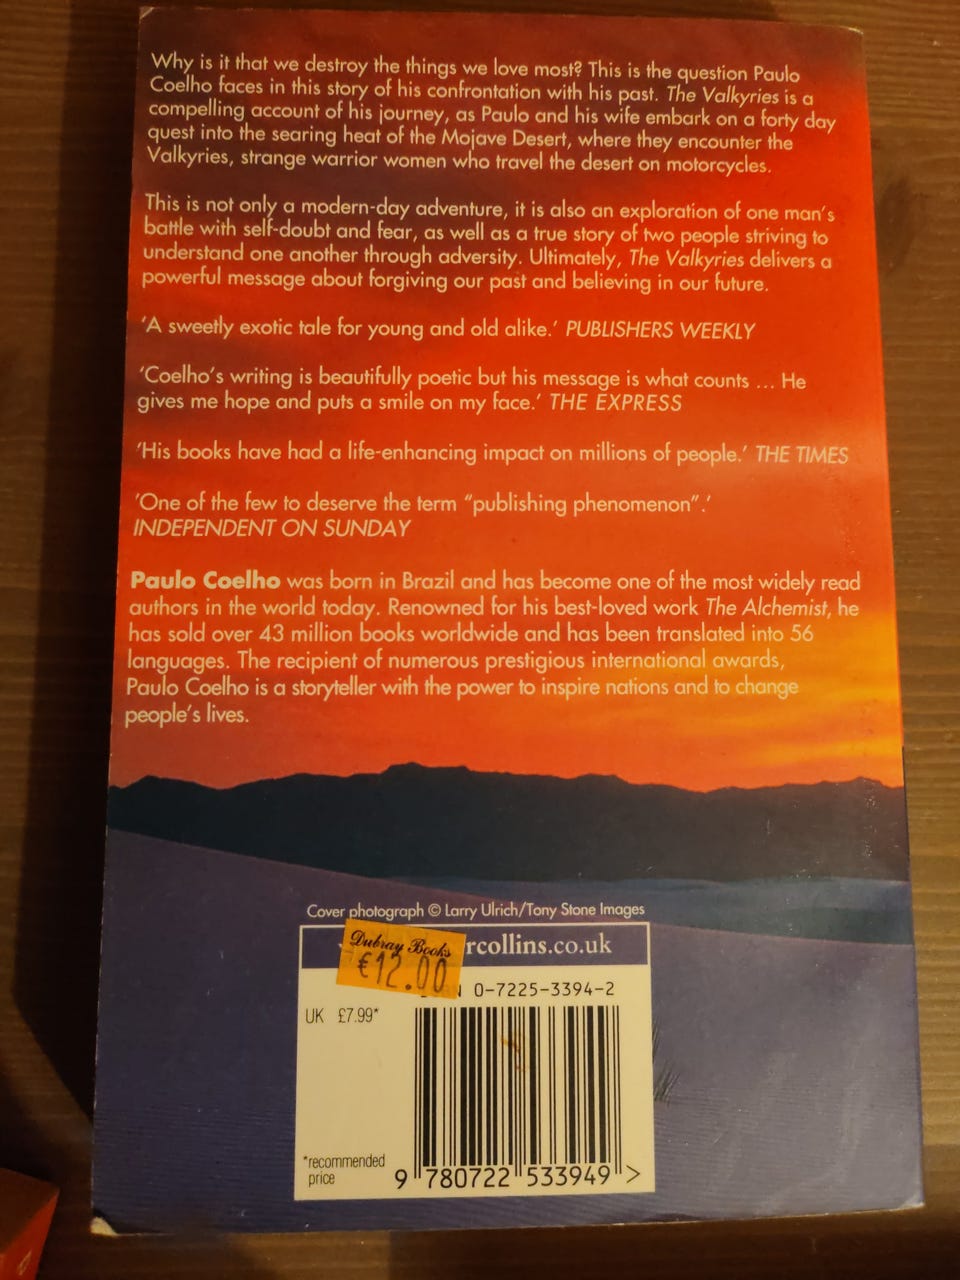 Why is it that we destroy the things we love most? This is the question Paulo
Coelho faces in this story of his confrontation with his past. The Valkyries is a
compelling account of his journey, as Paulo and his wife embark on a forty day
quest into the searing heat of the Mojave Desert, where they encounter the
Valkyries, strange warrior women who travel the desert on motorcycles.
This is not only a modern-day adventure, it is also an exploration of one man's
battle with self-doubt and fear, as well as a true story of two people striving to
understand one another through adversity. Ultimately, The Valkyries delivers a
powerful message about forgiving our past and believing in our future.
'A sweetly exotic tale for young and old alike.' PUBLISHERS WEEKLY
'Coelho's writing is beautifully poetic but his message is what counts ... He
gives me hope and puts a smile on my face.' THE EXPRESS
'His books have had a life-enhancing impact on millions of people.' THE TIMES
'One of the few to deserve the term "publishing phenomenon".'
INDEPENDENT ON SUNDAY
Paulo Coelho was born in Brazil and has become one of the most widely read
authors in the world today. Renowned for his best-loved work The Alchemist, he
has sold over 43 million books worldwide and has been translated into 56
languages. The recipient of numerous prestigious international awards,
Paulo Coelho is a storyteller with the power to inspire nations and to change
people's lives.
Cover photograph © Larry Ulrich/Tony Stone Images
Dubray Books
€12.00
rcollins.co.uk
0-7225-3394-2
UK £7.99*
*recommended
price
9 780722 533949 >